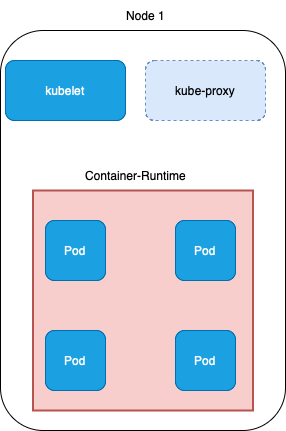 Node 1
kubelet
kube-proxy
Container-Runtime
Pod
Pod
Pod
Pod